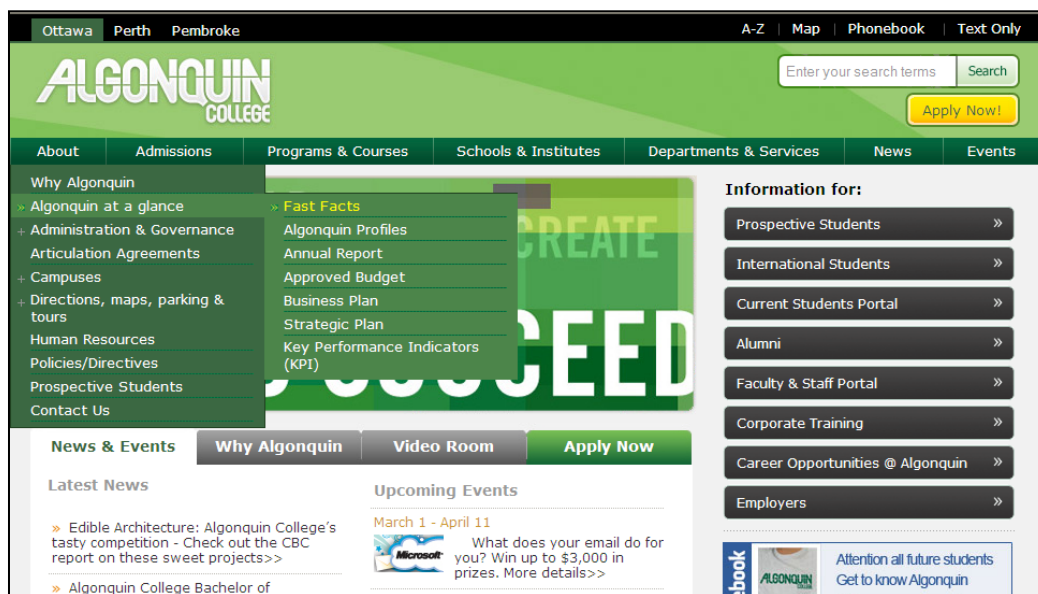 Ottawa Perth Pembroke
A-Z Map Phonebook Text Only
ALGONQUIN
COLLEGE
Enter your search terms Search
Apply Now!
About Admissions Programs & Courses Schools & Institutes Departments & Services News Events
Why Algonquin
» Algonquin at a glance
+ Administration & Governance
Articulation Agreements
+ Campuses
+ Directions, maps, parking &
tours
Human Resources
Policies/Directives
Prospective Students
Contact Us
» Fast Facts
Algonquin Profiles
Annual Report
Approved Budget
Business Plan
Strategic Plan
Key Performance Indicators
(KPI)
CREATE
SUCCEED
Information for:
Prospective Students »
International Students »
Current Students Portal »
Alumni »
Faculty & Staff Portal »
Corporate Training »
Career Opportunities @ Algonquin »
Employers »
News & Events Why Algonquin Video Room Apply Now
Latest News
» Edible Architecture: Algonquin College's
tasty competition - Check out the CBC
report on these sweet projects>>
» Algonquin College Bachelor of
Upcoming Events
March 1 - April 11
Microsoft
What does your email do for
you? Win up to $3,000 in
prizes. More details>>
ebook
ALGONQUIN
Attention all future students
Get to know Algonquin